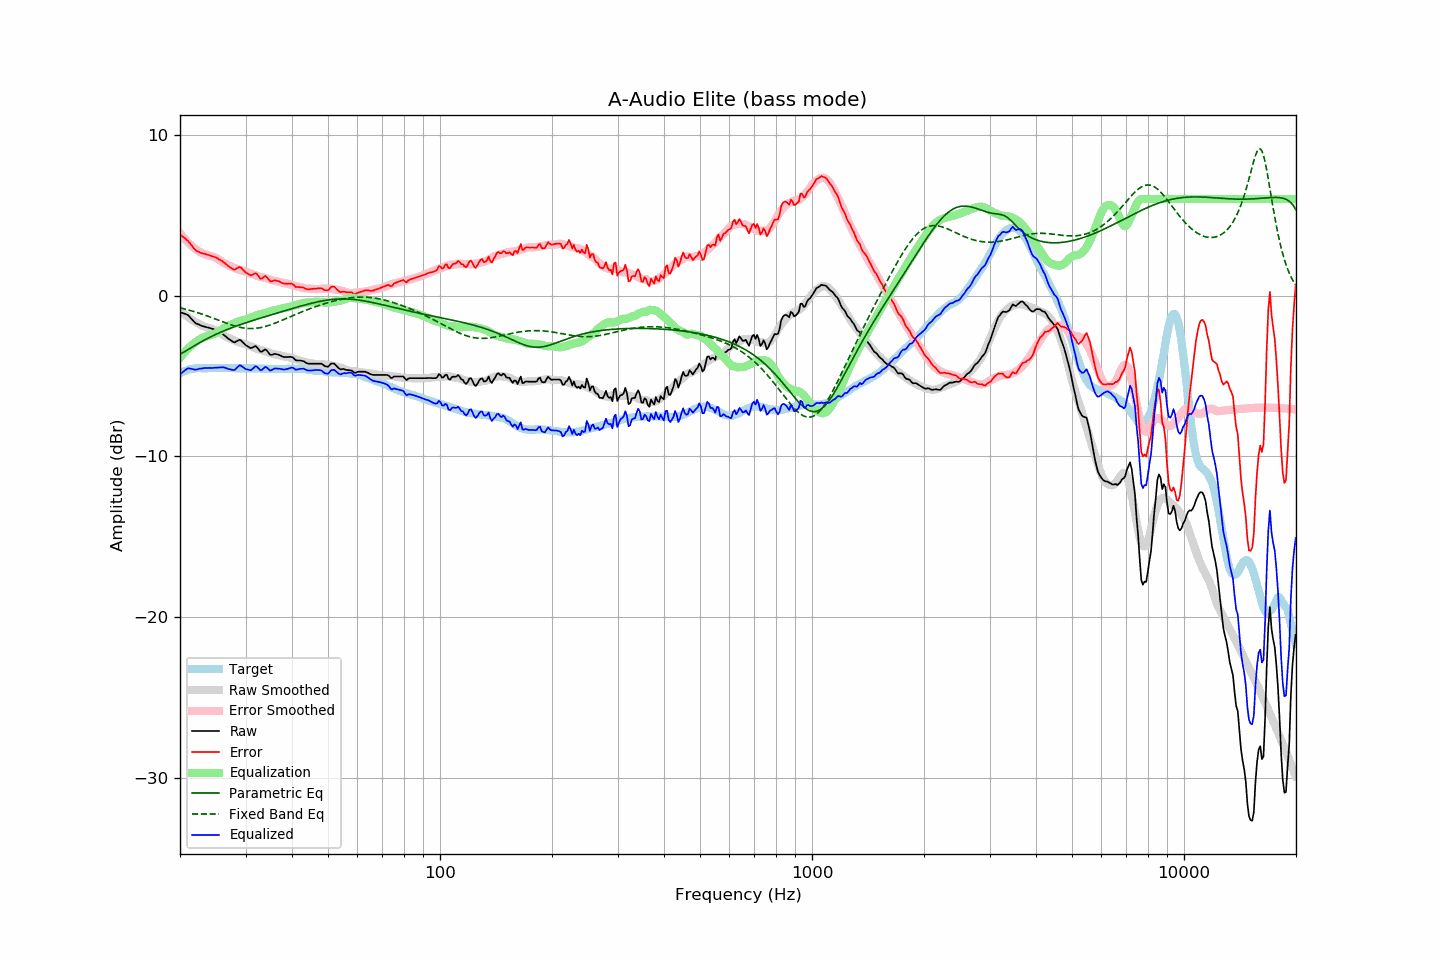 A-Audio Elite (bass mode)
10
0
−10
−20
−30
Amplitude (dBr)
Target
Raw Smoothed
Error Smoothed
Raw
Error
Equalization
Parametric Eq
Fixed Band Eq
Equalized
100
1000
10000
Frequency (Hz)